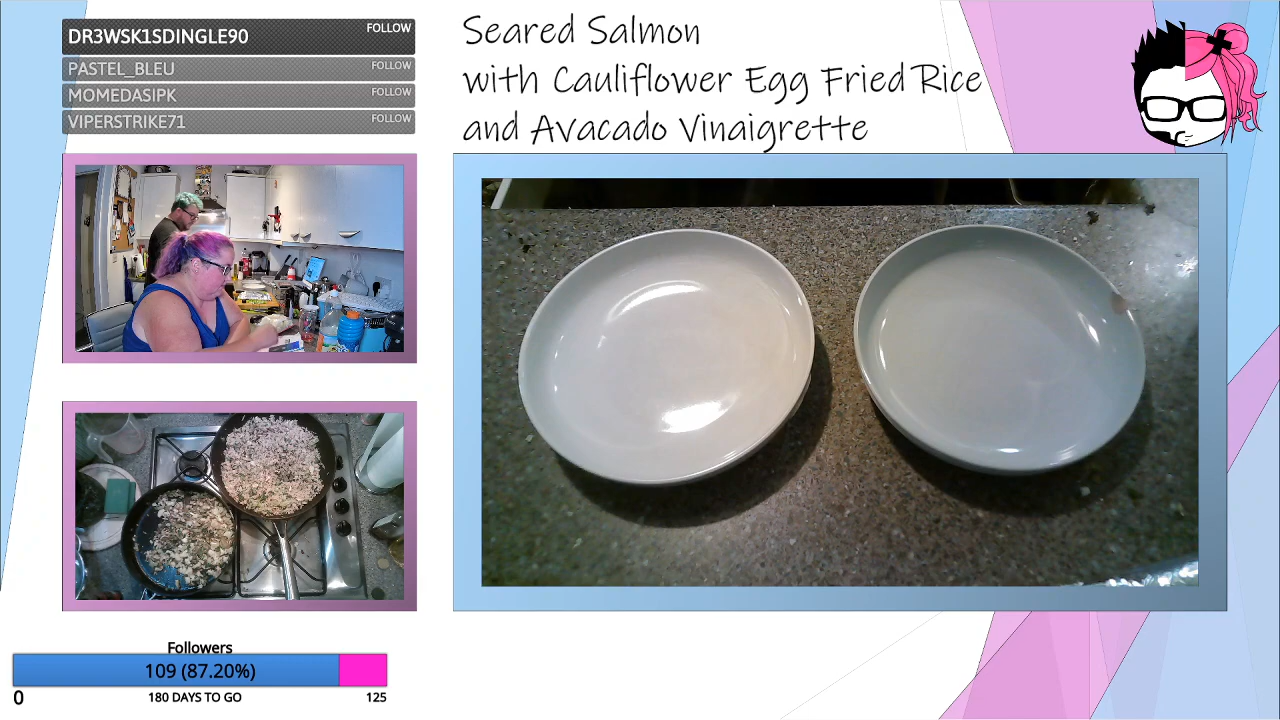 DR3WSK1SDINGLE90 FOLLOW
PASTEL_BLEU FOLLOW
MOMEDASIPK FOLLOW
VIPERSTRIKE71 FOLLOW
Seared Salmon
with Cauliflower Egg Fried Rice
and Avacado Vinaigrette
Followers
109 (87.20%)
0 180 DAYS TO GO 125